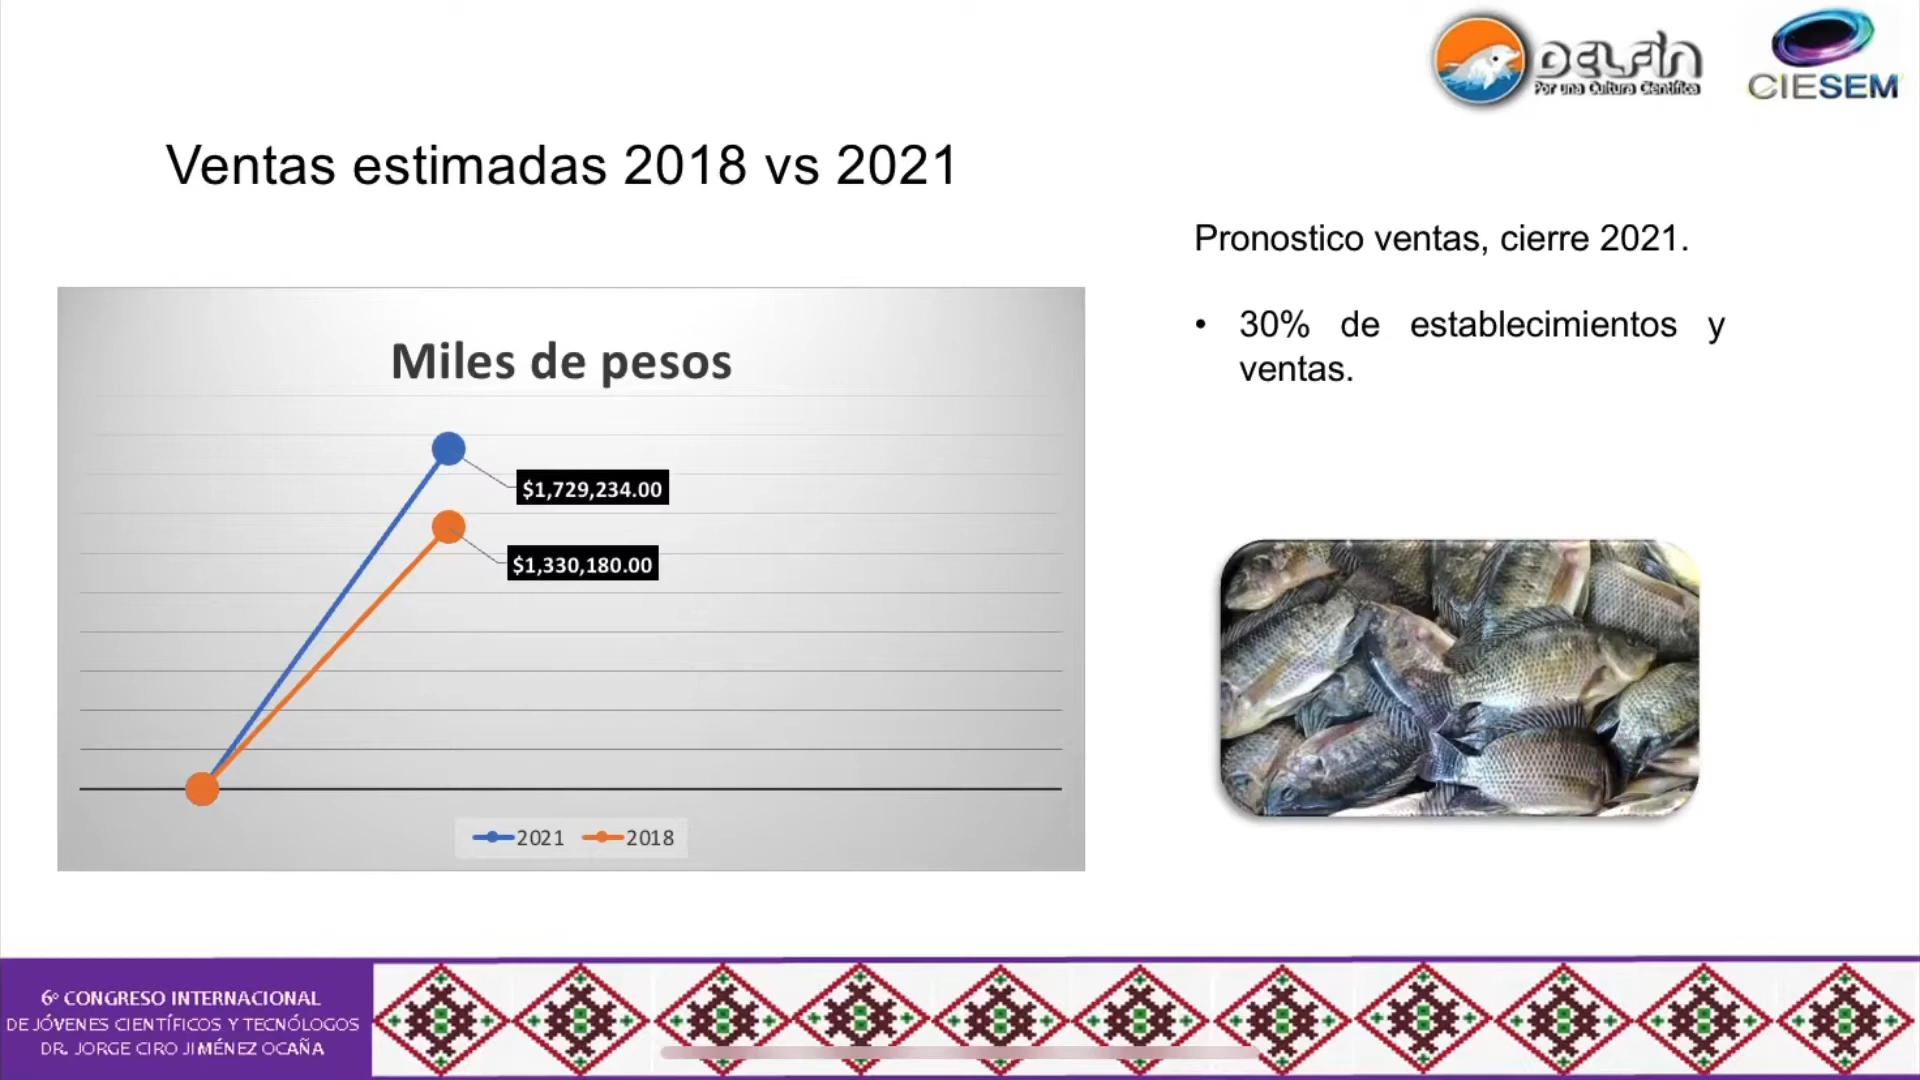 DELFIN
Por una Cultura Científica
CIESEM
Ventas estimadas 2018 vs 2021
Pronostico ventas, cierre 2021.
• 30% de establecimientos y
ventas.
Miles de pesos
$1,729,234.00
$1,330,180.00
2021 2018
6º CONGRESO INTERNACIONAL
DE JÓVENES CIENTÍFICOS Y TECNÓLOGOS
DR. JORGE CIRO JIMÉNEZ OCAÑA